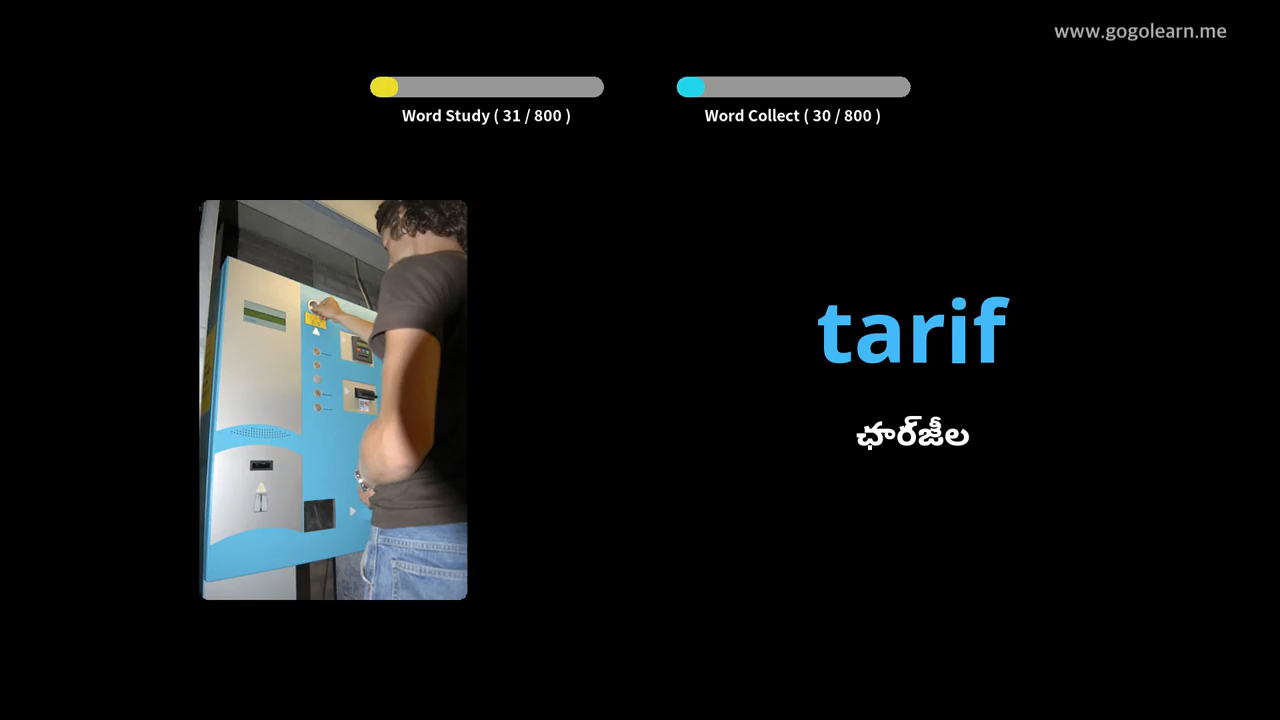 www.gogolearn.me
Word Study ( 31 / 800 )
Word Collect ( 30 / 800 )
tarif
ఛార్‌జీల